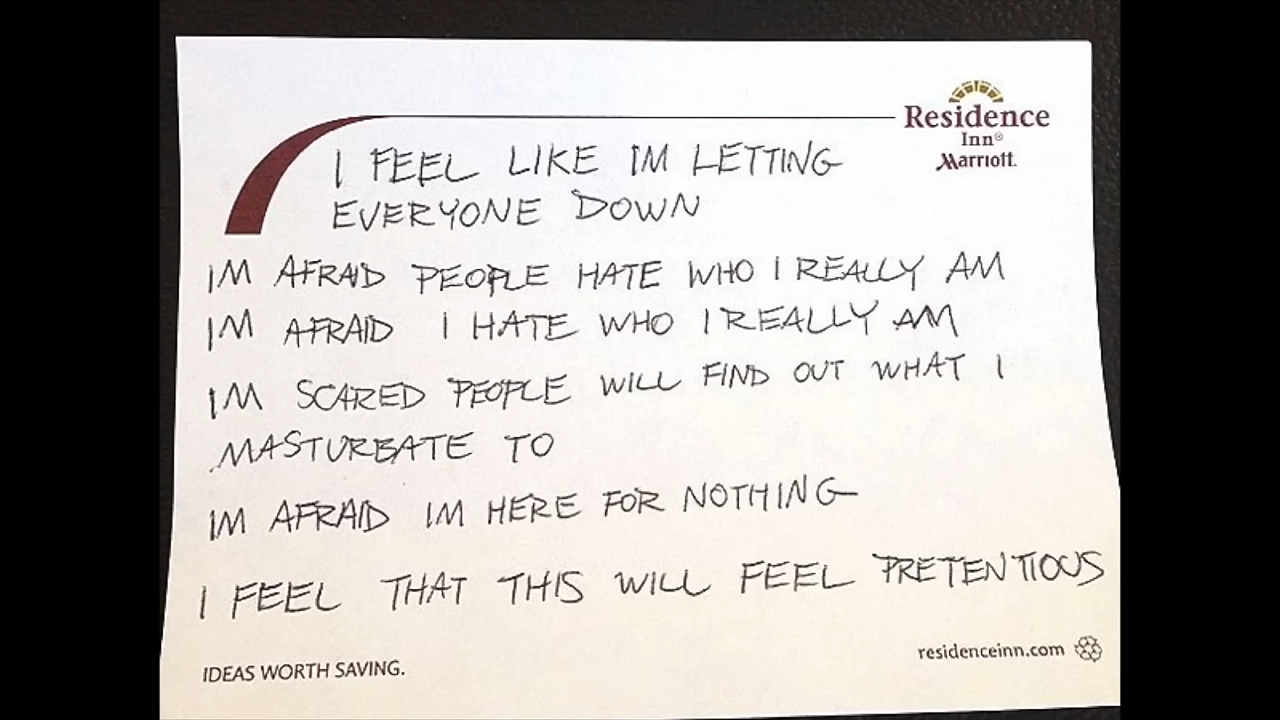 Residence
Inn®
Marriott.
I FEEL LIKE IM LETTING
EVERYONE DOWN
IM AFRAID PEOPLE HATE WHO I REALLY AM
IM AFRAID I HATE WHO I REALLY AM
IM SCARED PEOPLE WILL FIND OUT WHAT I
MASTURBATE TO
IM AFRAID IM HERE FOR NOTHING
I FEEL THAT THIS WILL FEEL PRETENTIOUS
IDEAS WORTH SAVING.
residenceinn.com